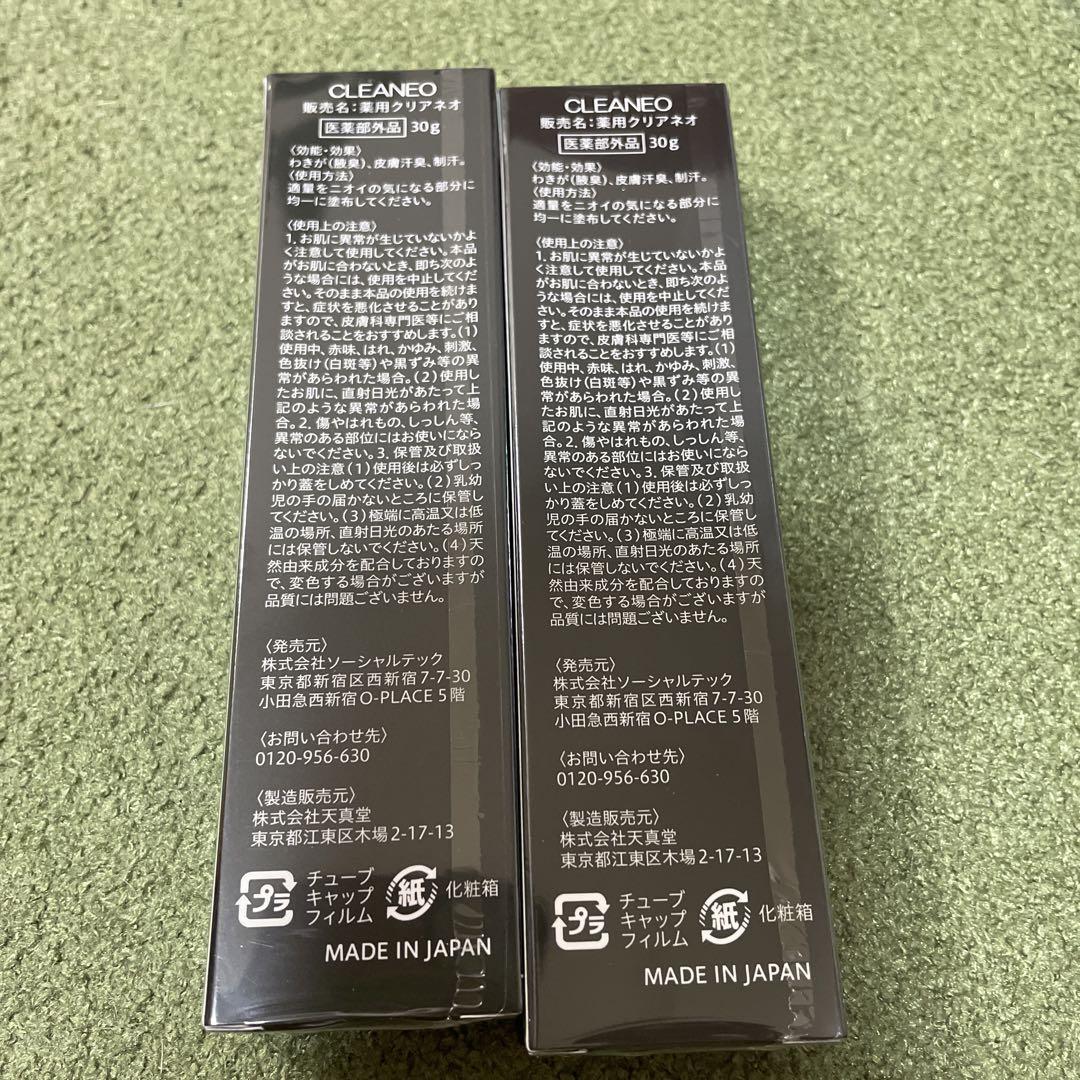 CLEANEO
販売名：薬用クリアネオ
医薬部外品 30g
〈効能・効果〉
わきが（腋臭）、皮膚汗臭、制汗。
〈使用方法〉
適量をニオイの気になる部分に
均一に塗布してください。
〈使用上の注意〉
1. お肌に異常が生じていないかよ
く注意して使用してください。本品
がお肌に合わないとき、即ち次のよ
うな場合には、使用を中止してくだ
さい。そのまま本品の使用を続けま
すと、症状を悪化させることがあり
ますので、皮膚科専門医等にご相
談されることをおすすめします。（1）
使用中、赤味、はれ、かゆみ、刺激、
色抜け（白斑等）や黒ずみ等の異
常があらわれた場合。（2）使用し
たお肌に、直射日光があたって上
記のような異常があらわれた場
合。2. 傷やはれもの、しっしん等、
異常のある部位にはお使いになら
ないでください。3. 保管及び取扱
い上の注意（1）使用後は必ずしっ
かり蓋をしめてください。（2）乳幼
児の手の届かないところに保管し
てください。（3）極端に高温又は低
温の場所、直射日光のあたる場所
には保管しないでください。（4）天
然由来成分を配合しておりますの
で、変色する場合がございますが
品質には問題ございません。
〈発売元〉
株式会社ソーシャルテック
東京都新宿区西新宿7-7-30
小田急西新宿O-PLACE 5階
〈お問い合わせ先〉
0120-956-630
〈製造販売元〉
株式会社天真堂
東京都江東区木場2-17-13
プラ
チューブ
キャップ
フィルム
紙
化粧箱
MADE IN JAPAN
CLEANEO
販売名：薬用クリアネオ
医薬部外品 30g
〈効能・効果〉
わきが（腋臭）、皮膚汗臭、制汗。
〈使用方法〉
適量をニオイの気になる部分に
均一に塗布してください。
〈使用上の注意〉
1. お肌に異常が生じていないかよ
く注意して使用してください。本品
がお肌に合わないとき、即ち次のよ
うな場合には、使用を中止してくだ
さい。そのまま本品の使用を続けま
すと、症状を悪化させることがあり
ますので、皮膚科専門医等にご相
談されることをおすすめします。（1）
使用中、赤味、はれ、かゆみ、刺激、
色抜け（白斑等）や黒ずみ等の異
常があらわれた場合。（2）使用し
たお肌に、直射日光があたって上
記のような異常があらわれた場
合。2. 傷やはれもの、しっしん等、
異常のある部位にはお使いになら
ないでください。3. 保管及び取扱
い上の注意（1）使用後は必ずしっ
かり蓋をしめてください。（2）乳幼
児の手の届かないところに保管し
てください。（3）極端に高温又は低
温の場所、直射日光のあたる場所
には保管しないでください。（4）天
然由来成分を配合しておりますの
で、変色する場合がございますが
品質には問題ございません。
〈発売元〉
株式会社ソーシャルテック
東京都新宿区西新宿7-7-30
小田急西新宿O-PLACE 5階
〈お問い合わせ先〉
0120-956-630
〈製造販売元〉
株式会社天真堂
東京都江東区木場2-17-13
プラ
チューブ
キャップ
フィルム
紙
化粧箱
MADE IN JAPAN